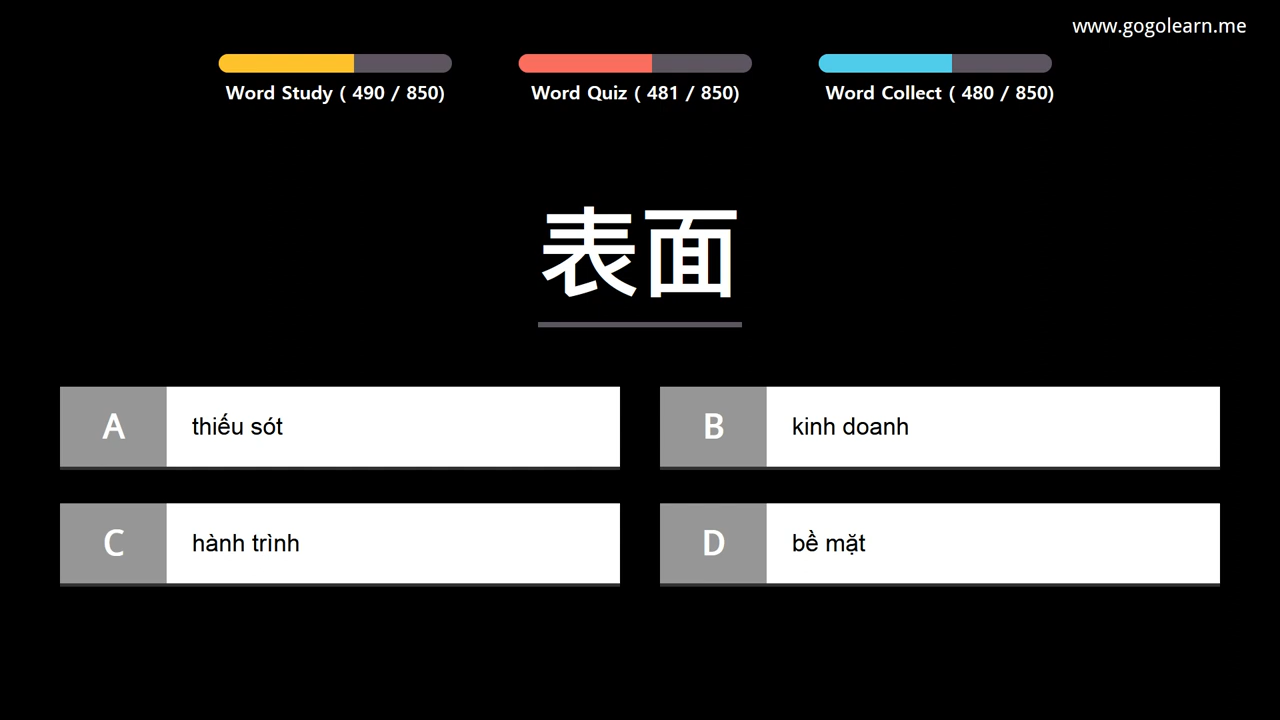 www.gogolearn.me
Word Study ( 490 / 850)
Word Quiz ( 481 / 850)
Word Collect ( 480 / 850)
表面
A thiếu sót
B kinh doanh
C hành trình
D bề mặt